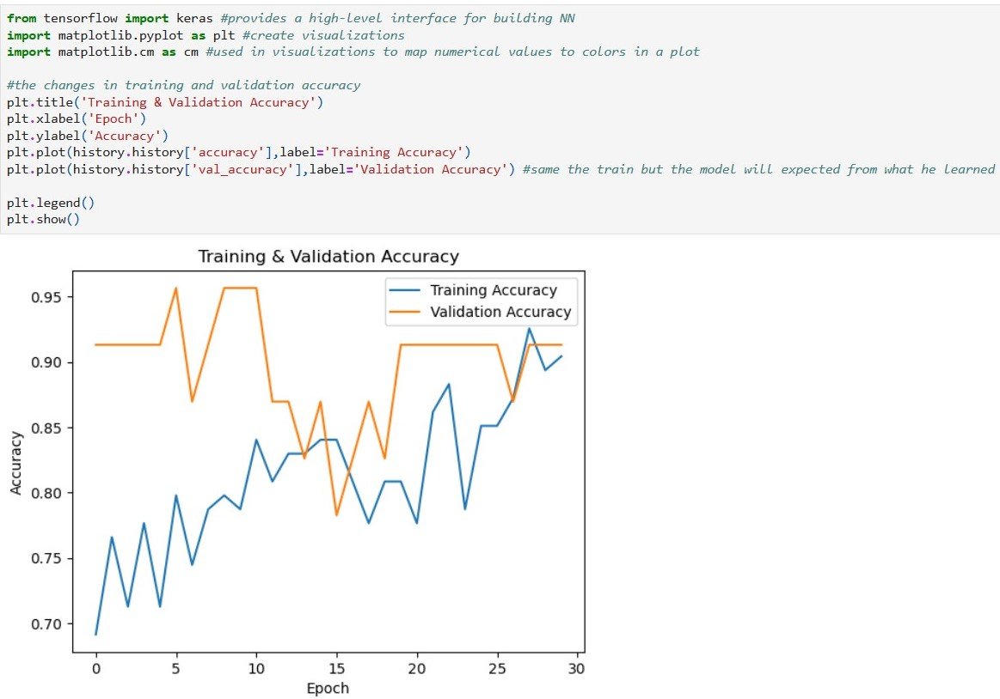 from tensorflow import keras #provides a high-level interface for building NN
import matplotlib.pyplot as plt #create visualizations
import matplotlib.cm as cm #used in visualizations to map numerical values to colors in a plot
#the changes in training and validation accuracy
plt.title('Training & Validation Accuracy')
plt.xlabel('Epoch')
plt.ylabel('Accuracy')
plt.plot(history.history['accuracy'],label='Training Accuracy')
plt.plot(history.history['val_accuracy'],label='Validation Accuracy') #same the train but the model will expected from what he learned
plt.legend()
plt.show()
Training & Validation Accuracy
Training Accuracy
Validation Accuracy
0.95
0.90
0.85
0.80
0.75
0.70
Accuracy
0 5 10 15 20 25 30
Epoch